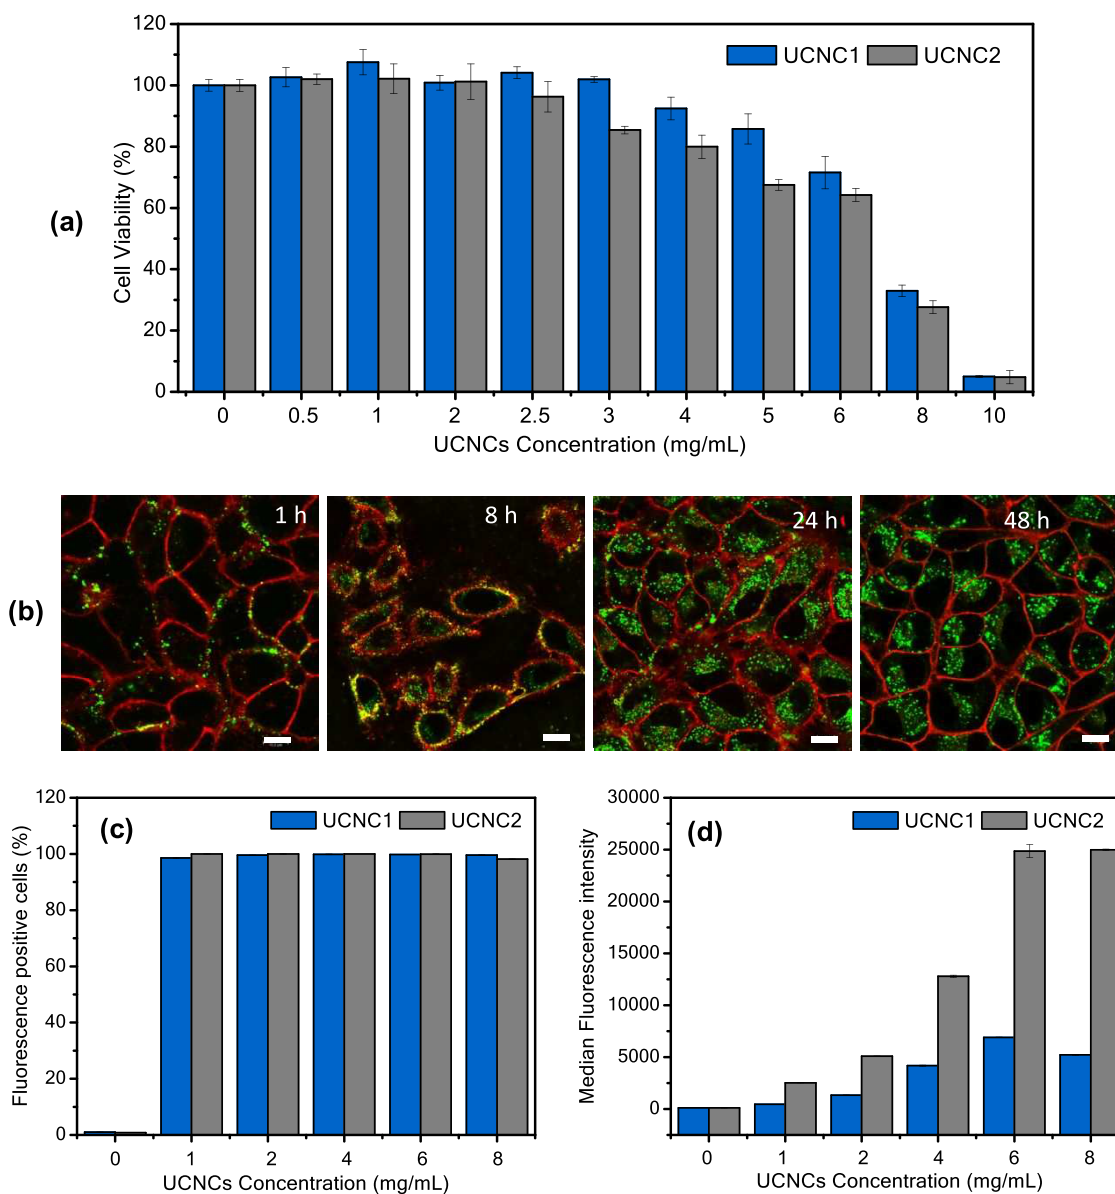 120
100
80
60
40
20
0
Cell Viability (%)
(a)
UCNC1 UCNC2
0 0.5 1 2 2.5 3 4 5 6 8 10
UCNCs Concentration (mg/mL)
(b)
1 h 8 h 24 h 48 h
120
100
80
60
40
20
0
Fluorescence positive cells (%)
(c)
UCNC1 UCNC2
0 1 2 4 6 8
UCNCs Concentration (mg/mL)
30000
25000
20000
15000
10000
5000
0
Median Fluorescence intensity
(d)
UCNC1 UCNC2
0 1 2 4 6 8
UCNCs Concentration (mg/mL)